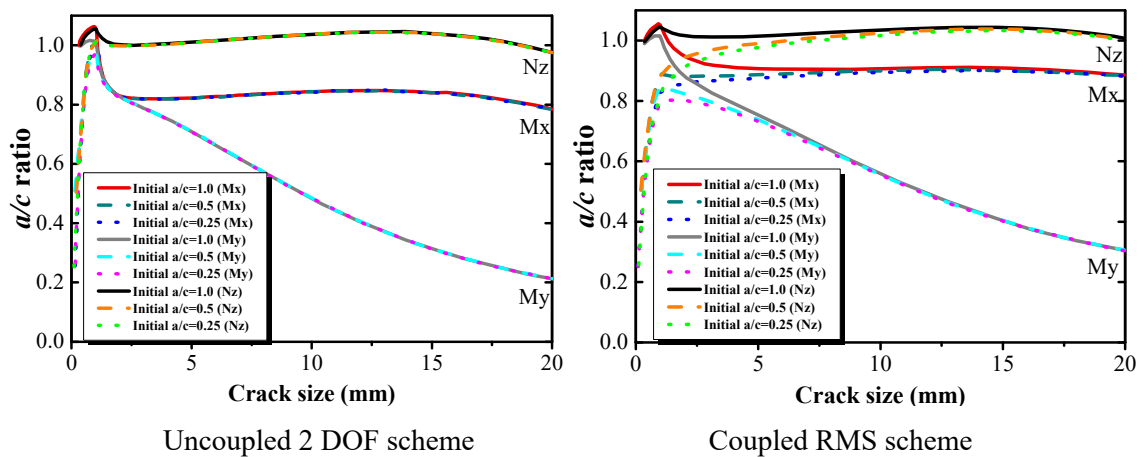 1.0
0.8
0.6
0.4
0.2
0.0
a/c ratio
Nz
Mx
My
Initial a/c=1.0 (Mx)
Initial a/c=0.5 (Mx)
Initial a/c=0.25 (Mx)
Initial a/c=1.0 (My)
Initial a/c=0.5 (My)
Initial a/c=0.25 (My)
Initial a/c=1.0 (Nz)
Initial a/c=0.5 (Nz)
Initial a/c=0.25 (Nz)
0 5 10 15 20
Crack size (mm)
Uncoupled 2 DOF scheme
1.0
0.8
0.6
0.4
0.2
0.0
a/c ratio
Nz
Mx
My
Initial a/c=1.0 (Mx)
Initial a/c=0.5 (Mx)
Initial a/c=0.25 (Mx)
Initial a/c=1.0 (My)
Initial a/c=0.5 (My)
Initial a/c=0.25 (My)
Initial a/c=1.0 (Nz)
Initial a/c=0.5 (Nz)
Initial a/c=0.25 (Nz)
0 5 10 15 20
Crack size (mm)
Coupled RMS scheme